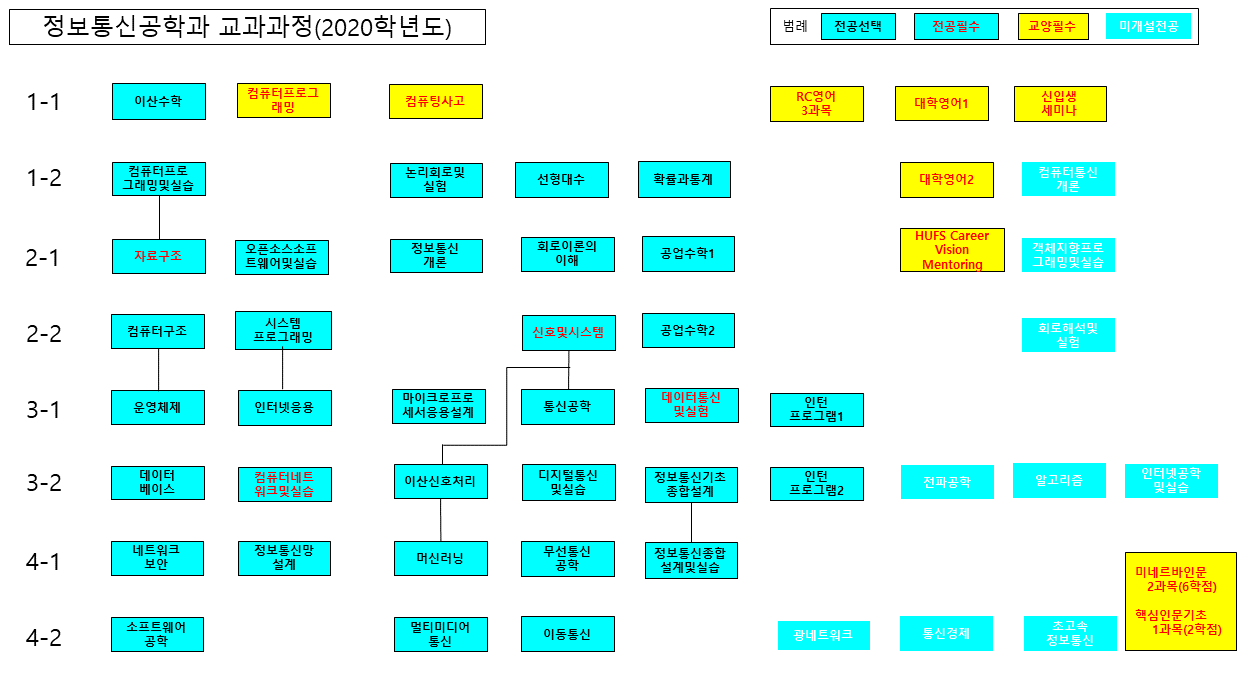 정보통신공학과 교과과정(2020학년도)
범례
전공선택
전공필수
교양필수
미개설전공
1-1
이산수학
컴퓨터프로그
래밍
컴퓨팅사고
RC영어
3과목
대학영어1
신입생
세미나
1-2
컴퓨터프로
그래밍및실습
논리회로및
실험
선형대수
확률과통계
대학영어2
컴퓨터통신
개론
2-1
자료구조
오픈소스소프
트웨어및실습
정보통신
개론
회로이론의
이해
공업수학1
HUFS Career
Vision
Mentoring
객체지향프로
그래밍및실습
2-2
컴퓨터구조
시스템
프로그래밍
신호및시스템
공업수학2
회로해석및
실험
3-1
운영체제
인터넷응용
마이크로프로
세서응용설계
통신공학
데이터통신
및실험
인턴
프로그램1
3-2
데이터
베이스
컴퓨터네트
워크및실습
이산신호처리
디지털통신
및실습
정보통신기초
종합설계
인턴
프로그램2
전파공학
알고리즘
인터넷공학
및실습
4-1
네트워크
보안
정보통신망
설계
머신러닝
무선통신
공학
정보통신종합
설계및실습
미네르바인문
2과목(6학점)
핵심인문기초
1과목(2학점)
4-2
소프트웨어
공학
멀티미디어
통신
이동통신
광네트워크
통신경제
초고속
정보통신